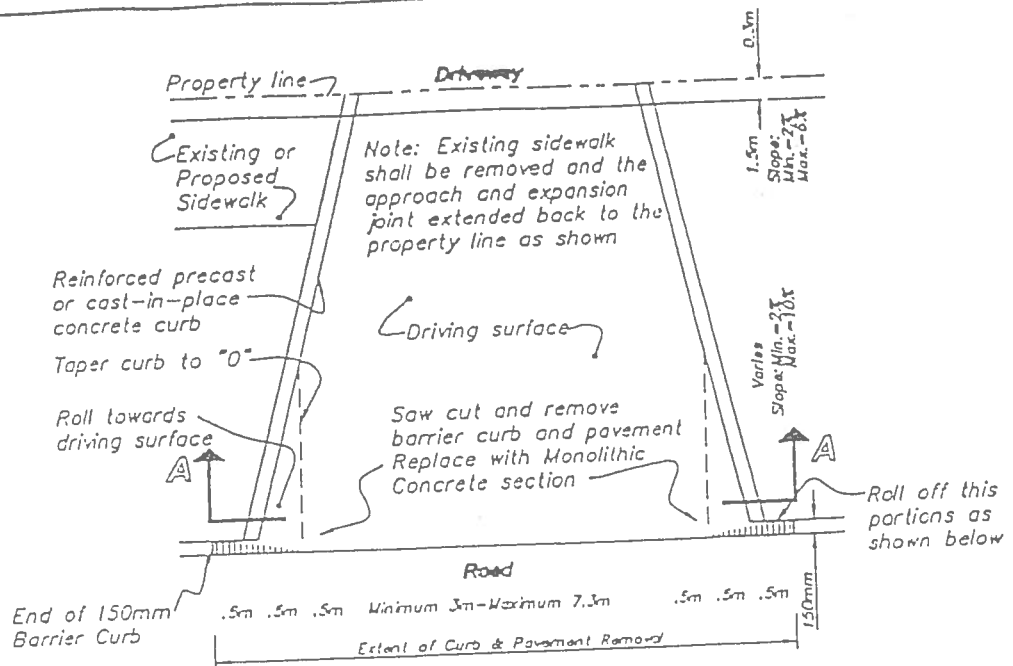 0.3m
Driveway
Property line
Existing or
Proposed
Sidewalk
Note: Existing sidewalk
shall be removed and the
approach and expansion
joint extended back to the
property line as shown
1.5m
Slope:
Min.-2%
Max.-6%
Reinforced precast
or cast-in-place
concrete curb
Driving surface
Varies
Slope: Min.-2%
Max.-10%
Taper curb to "0"
Roll towards
driving surface
Saw cut and remove
barrier curb and pavement
Replace with Monolithic
Concrete section
A
A
Roll off this
portions as
shown below
Road
End of 150mm
Barrier Curb
.5m .5m .5m Minimum 3m-Maximum 7.3m .5m .5m .5m
150mm
Extent of Curb & Pavement Removal